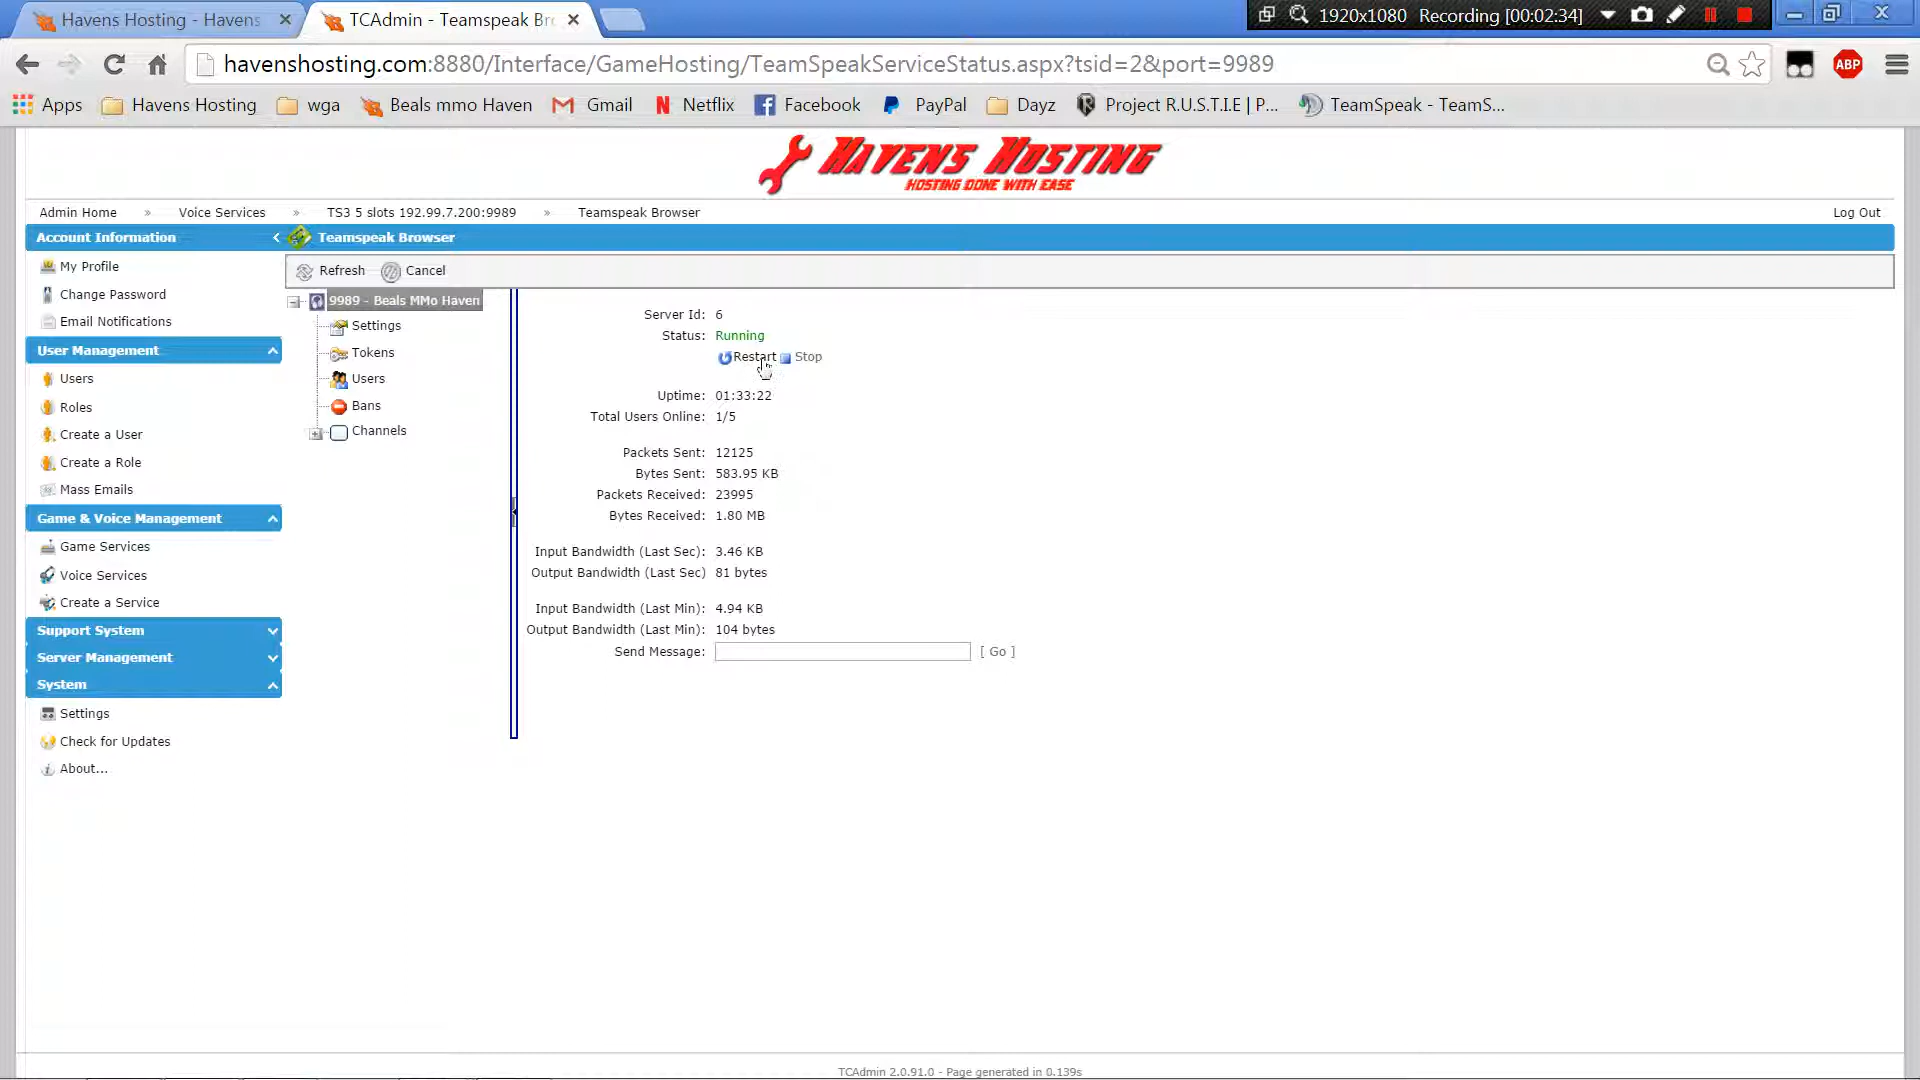 Havens Hosting - Havens
TCAdmin - Teamspeak Br
1920x1080 Recording [00:02:34]
havenshosting.com:8880/Interface/GameHosting/TeamSpeakServiceStatus.aspx?tsid=2&port=9989
ABP
Apps Havens Hosting wga Beals mmo Haven Gmail Netflix Facebook PayPal Dayz Project R.U.S.T.I.E | P... TeamSpeak - TeamS...
HAVENS HOSTING
HOSTING DONE WITH EASE
Admin Home » Voice Services » TS3 5 slots 192.99.7.200:9989 » Teamspeak Browser
Log Out
Account Information
Teamspeak Browser
My Profile
Change Password
Email Notifications
User Management
Users
Roles
Create a User
Create a Role
Mass Emails
Game & Voice Management
Game Services
Voice Services
Create a Service
Support System
Server Management
System
Settings
Check for Updates
About...
Refresh Cancel
9989 - Beals MMo Haven
Settings
Tokens
Users
Bans
Channels
Server Id: 6
Status: Running
Restart Stop
Uptime: 01:33:22
Total Users Online: 1/5
Packets Sent: 12125
Bytes Sent: 583.95 KB
Packets Received: 23995
Bytes Received: 1.80 MB
Input Bandwidth (Last Sec): 3.46 KB
Output Bandwidth (Last Sec) 81 bytes
Input Bandwidth (Last Min): 4.94 KB
Output Bandwidth (Last Min): 104 bytes
Send Message: [ Go ]
TCAdmin 2.0.91.0 - Page generated in 0.139s